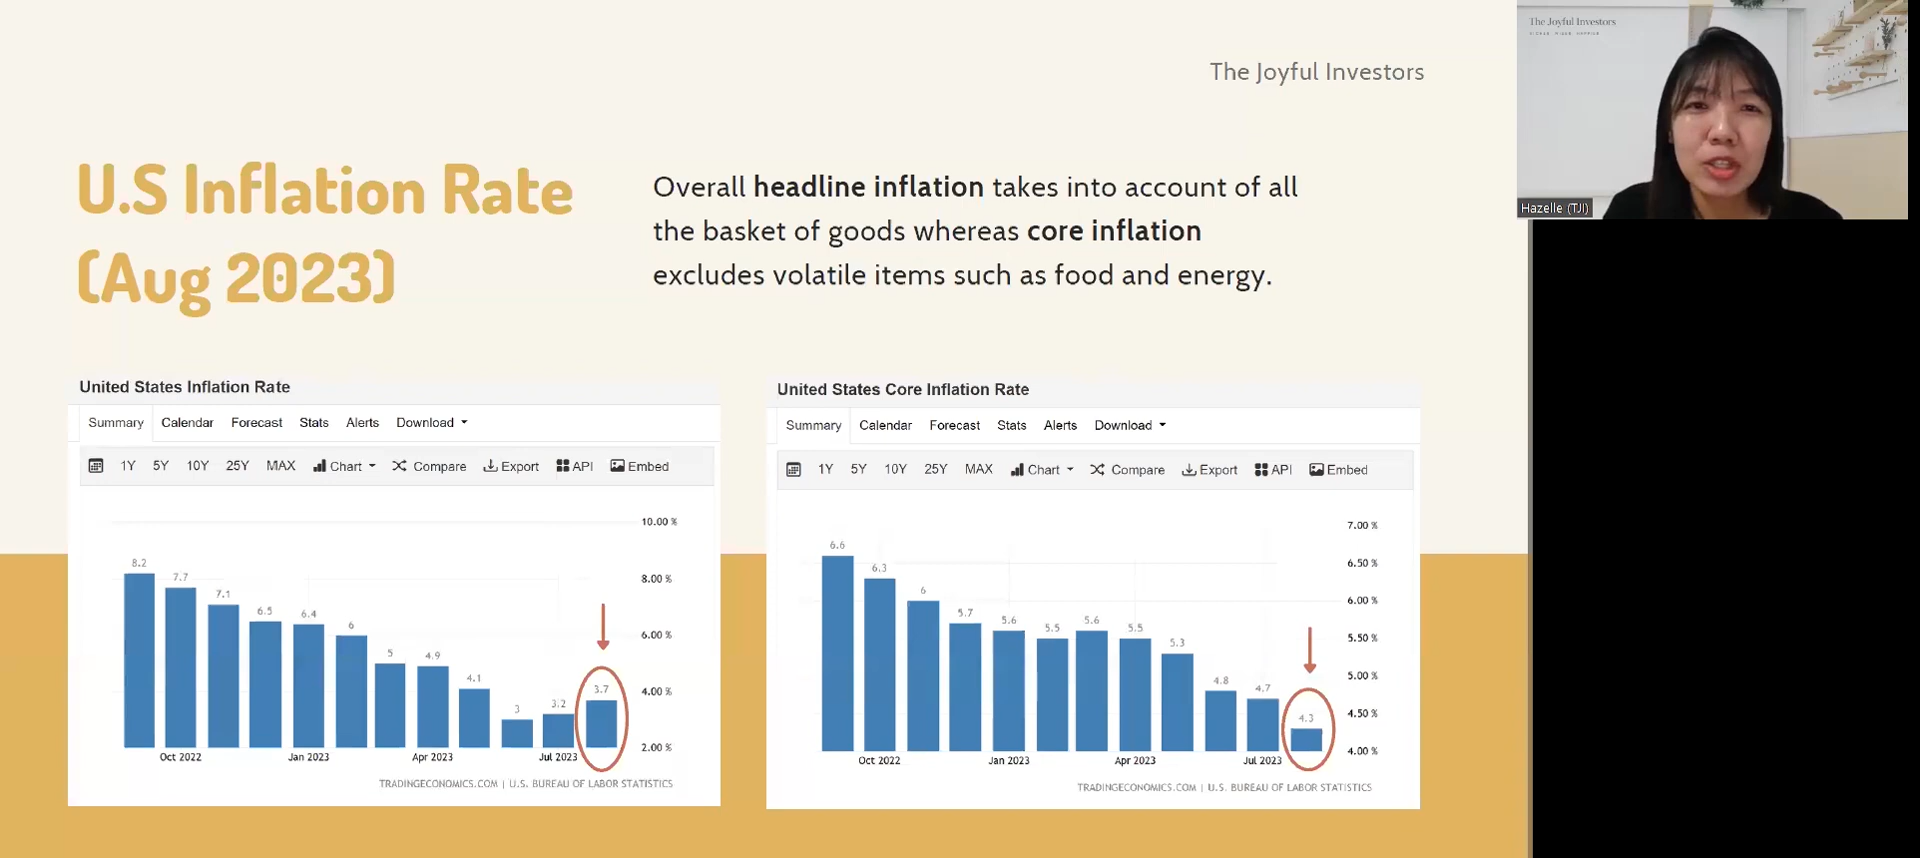 The Joyful Investors
U.S Inflation Rate
(Aug 2023)
Overall headline inflation takes into account of all
the basket of goods whereas core inflation
excludes volatile items such as food and energy.
United States Inflation Rate
Summary Calendar Forecast Stats Alerts Download
1Y 5Y 10Y 25Y MAX Chart Compare Export API Embed
10.00 %
8.00 %
6.00 %
4.00 %
2.00 %
8.2 7.7 7.1 6.5 6.4 6 5 4.9 4.1 3 3.2 3.7
Oct 2022 Jan 2023 Apr 2023 Jul 2023
TRADINGECONOMICS.COM | U.S. BUREAU OF LABOR STATISTICS
United States Core Inflation Rate
Summary Calendar Forecast Stats Alerts Download
1Y 5Y 10Y 25Y MAX Chart Compare Export API Embed
7.00 %
6.50 %
6.00 %
5.50 %
5.00 %
4.50 %
4.00 %
6.6 6.3 6 5.7 5.6 5.5 5.6 5.5 5.3 4.8 4.7 4.3
Oct 2022 Jan 2023 Apr 2023 Jul 2023
TRADINGECONOMICS.COM | U.S. BUREAU OF LABOR STATISTICS
The Joyful Investors
Hazelle (TJI)